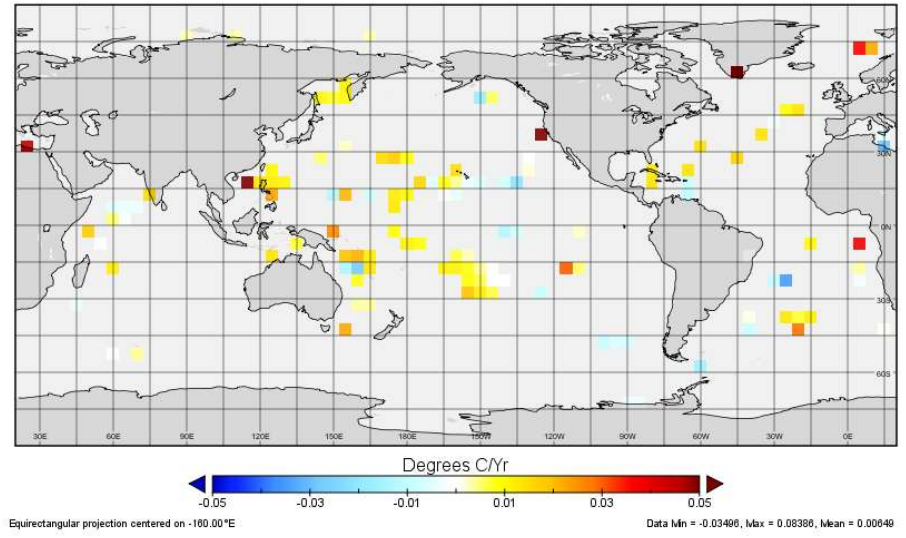 60N
30N
0N
30S
60S
30E 60E 90E 120E 150E 180E 150W 120W 90W 60W 30W 0E
Degrees C/Yr
-0.05 -0.03 -0.01 0.01 0.03 0.05
Equirectangular projection centered on -160.00°E Data Min = -0.03496, Max = 0.08386, Mean = 0.00649